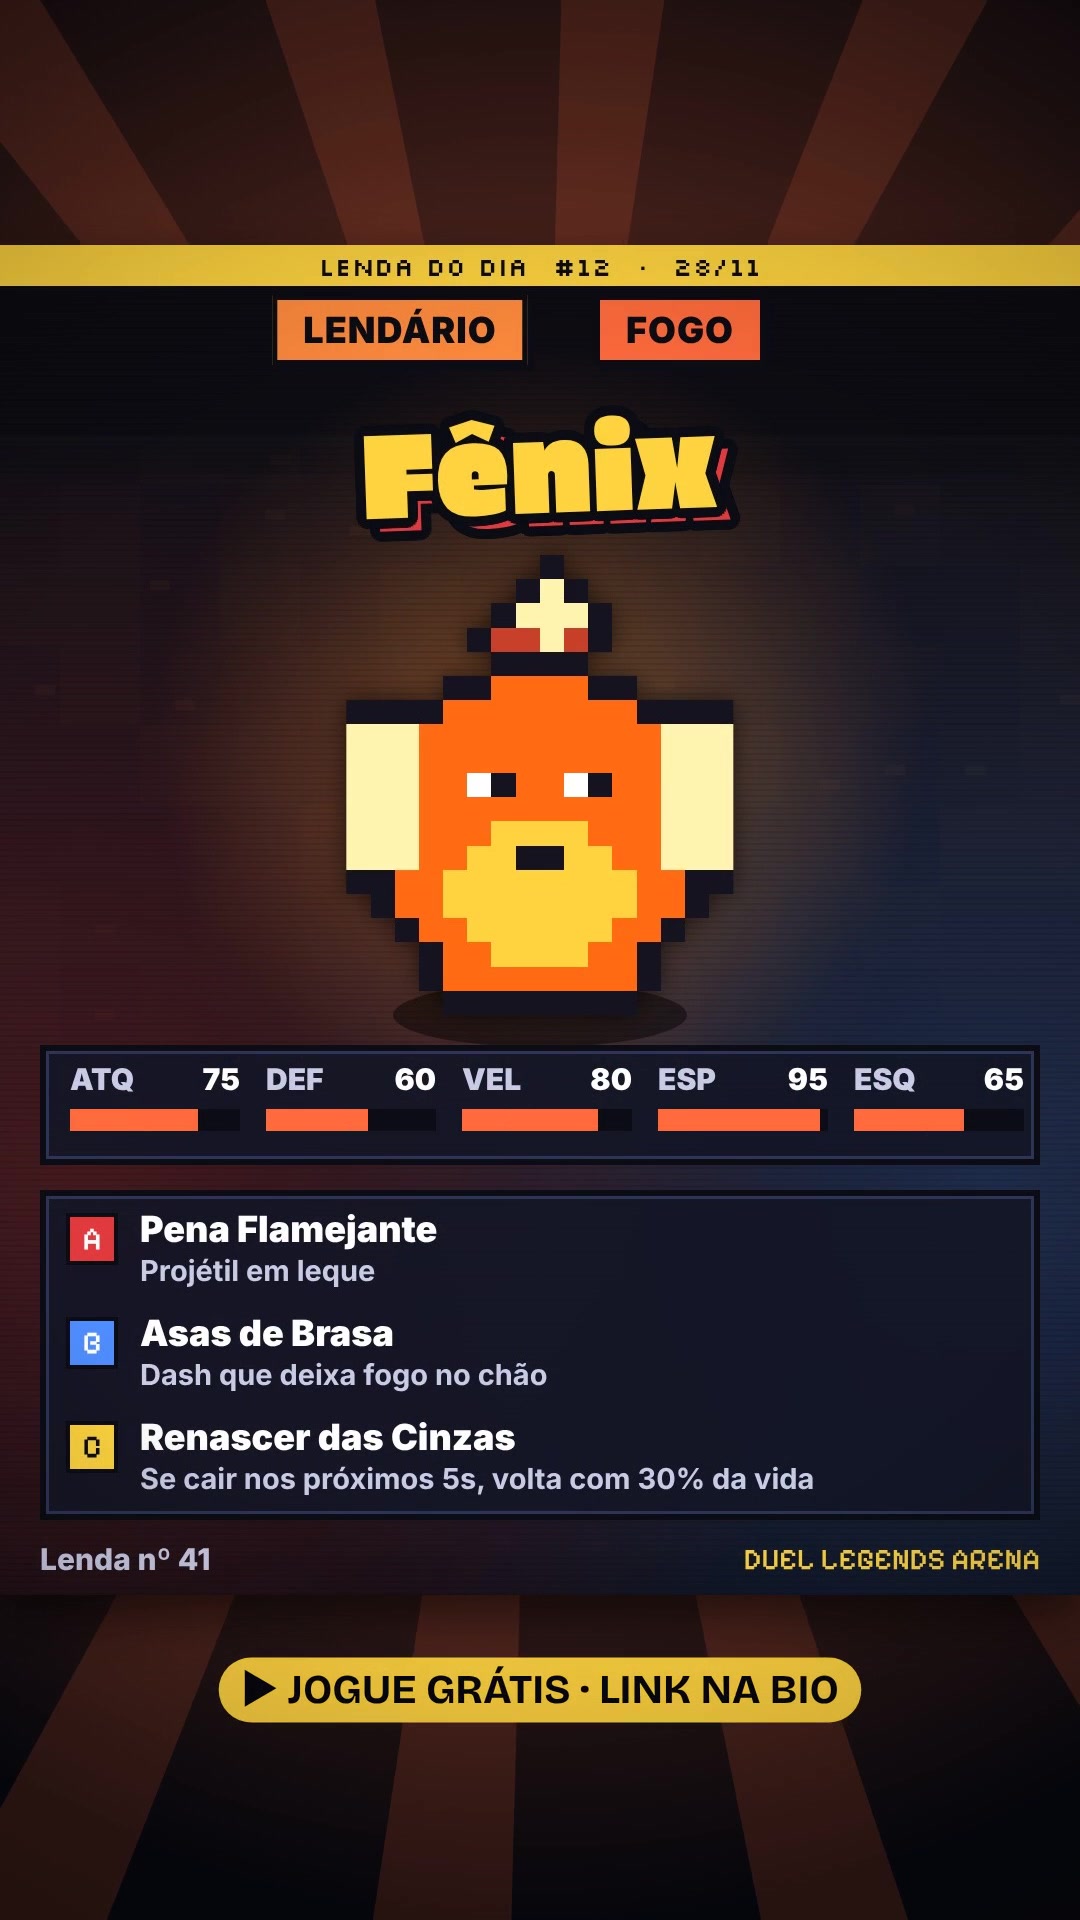 LENDA DO DIA #12 · 28/11
LENDÁRIO FOGO
Fênix
ATQ 75 DEF 60 VEL 80 ESP 95 ESQ 65
A Pena Flamejante
Projétil em leque
B Asas de Brasa
Dash que deixa fogo no chão
C Renascer das Cinzas
Se cair nos próximos 5s, volta com 30% da vida
Lenda nº 41 DUEL LEGENDS ARENA
▶ JOGUE GRÁTIS · LINK NA BIO